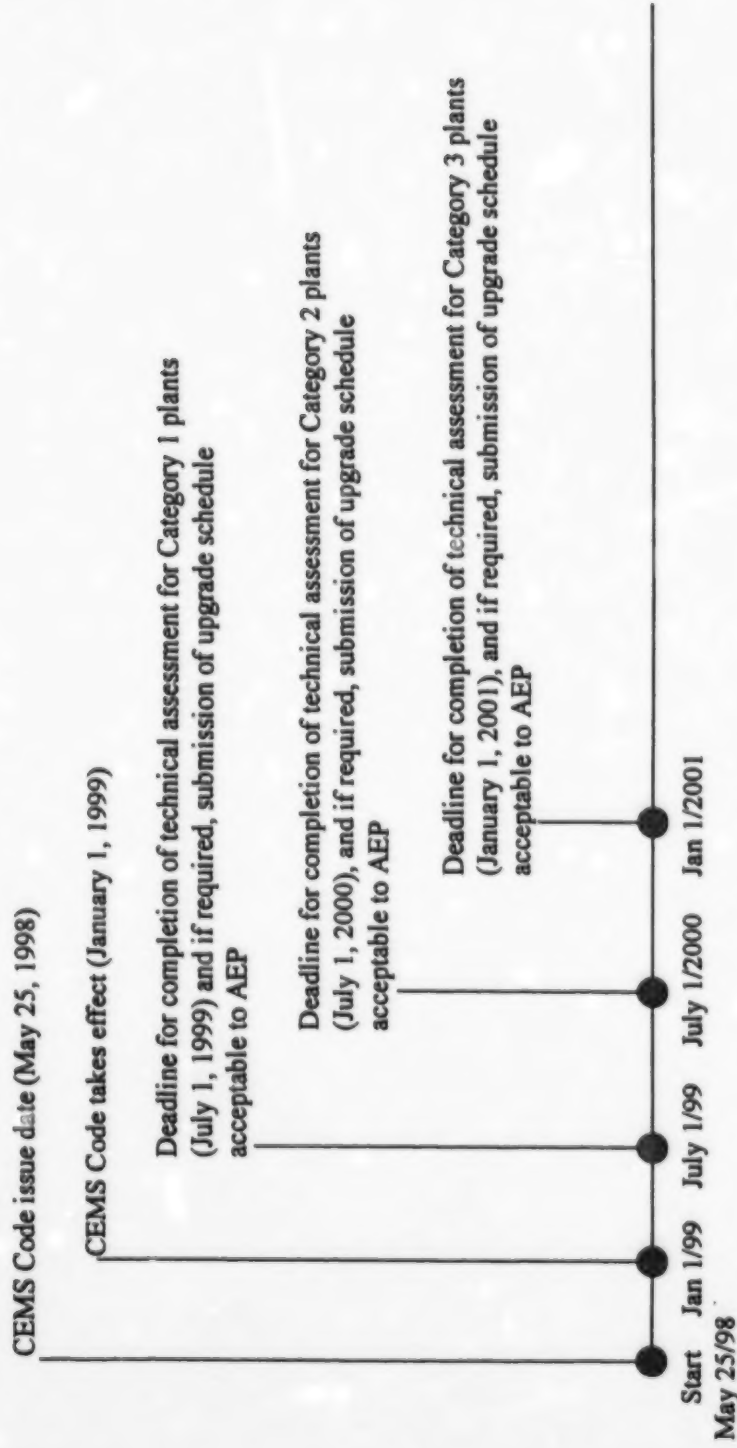 CEMS Code issue date (May 25, 1998)
CEMS Code takes effect (January 1, 1999)
Deadline for completion of technical assessment for Category 1 plants
(July 1, 1999) and if required, submission of upgrade schedule
acceptable to AEP
Deadline for completion of technical assessment for Category 2 plants
(July 1, 2000), and if required, submission of upgrade schedule
acceptable to AEP
Deadline for completion of technical assessment for Category 3 plants
(January 1, 2001), and if required, submission of upgrade schedule
acceptable to AEP
Start Jan 1/99 July 1/99 July 1/2000 Jan 1/2001
May 25/98